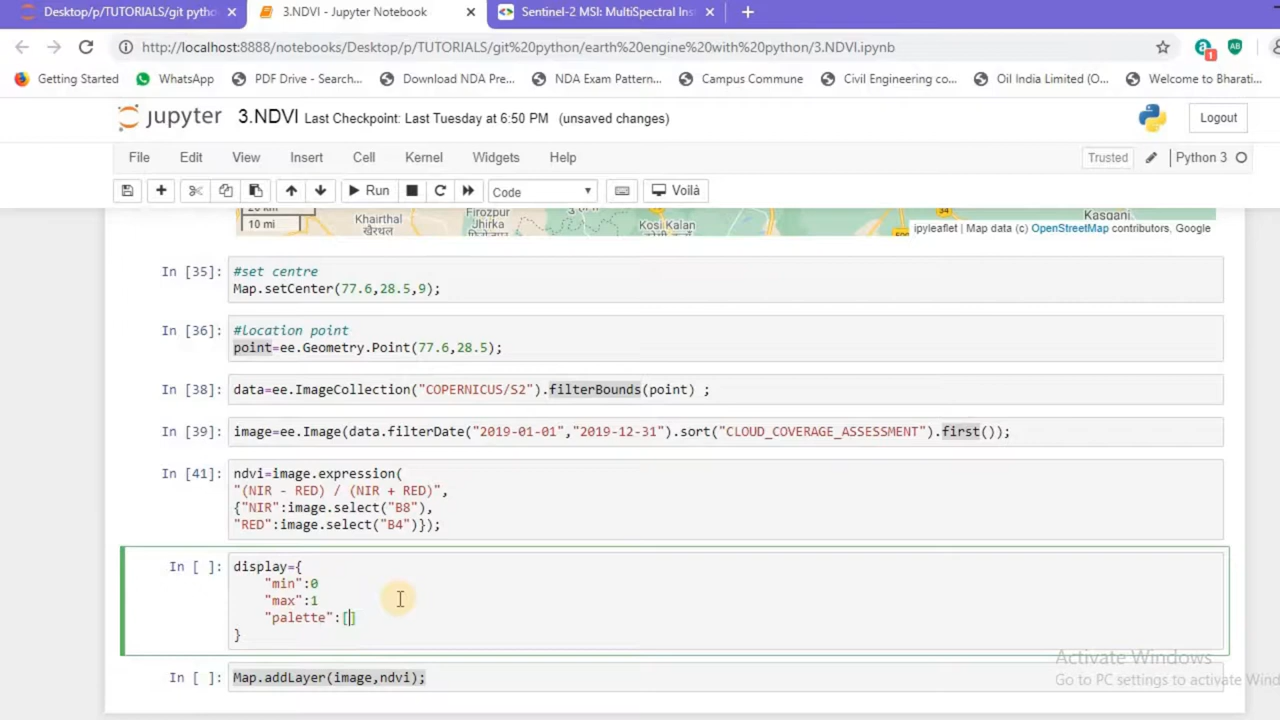 Desktop/p/TUTORIALS/git pytho
3.NDVI - Jupyter Notebook
Sentinel-2 MSI: MultiSpectral Ins
http://localhost:8888/notebooks/Desktop/p/TUTORIALS/git%20python/earth%20engine%20with%20python/3.NDVI.ipynb
Getting Started WhatsApp PDF Drive - Search... Download NDA Pre... NDA Exam Pattern... Campus Commune Civil Engineering co... Oil India Limited (O... Welcome to Bharati...
jupyter 3.NDVI Last Checkpoint: Last Tuesday at 6:50 PM (unsaved changes)
Logout
File Edit View Insert Cell Kernel Widgets Help
Trusted Python 3
Run Code Voilà
10 mi
Khairthal
खैरथल
Firozpur
Jhirka
Kosi Kalan
34
Kasganj
ipyleaflet | Map data (c) OpenStreetMap contributors, Google
In [35]: #set centre
Map.setCenter(77.6,28.5,9);
In [36]: #location point
point=ee.Geometry.Point(77.6,28.5);
In [38]: data=ee.ImageCollection("COPERNICUS/S2").filterBounds(point) ;
In [39]: image=ee.Image(data.filterDate("2019-01-01","2019-12-31").sort("CLOUD_COVERAGE_ASSESSMENT").first());
In [41]: ndvi=image.expression(
"(NIR - RED) / (NIR + RED)",
{"NIR":image.select("B8"),
"RED":image.select("B4")});
In [ ]: display={
"min":0
"max":1
"palette":[]
}
In [ ]: Map.addLayer(image,ndvi);
Activate Windows
Go to PC settings to activate Wind